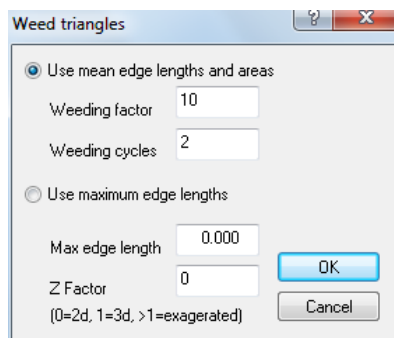 Weed triangles
Use mean edge lengths and areas
Weeding factor 10
Weeding cycles 2
Use maximum edge lengths
Max edge length 0.000
Z Factor 0
(0=2d, 1=3d, >1=exagerated)
OK
Cancel